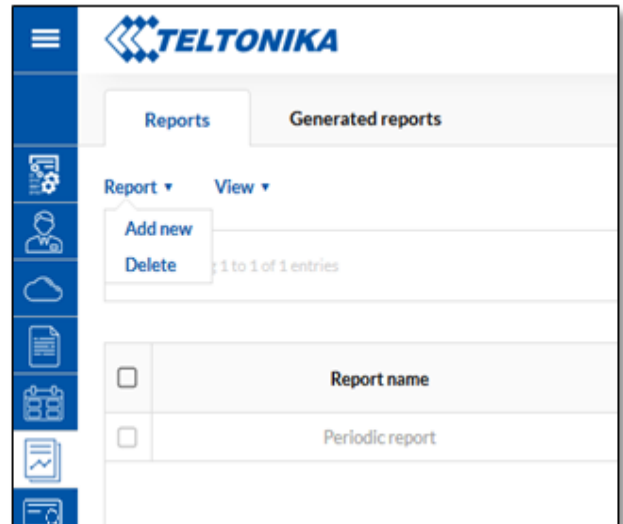 TELTONIKA
Reports Generated reports
Report ▾ View ▾
Add new
Delete
1 to 1 of 1 entries
Report name
Periodic report